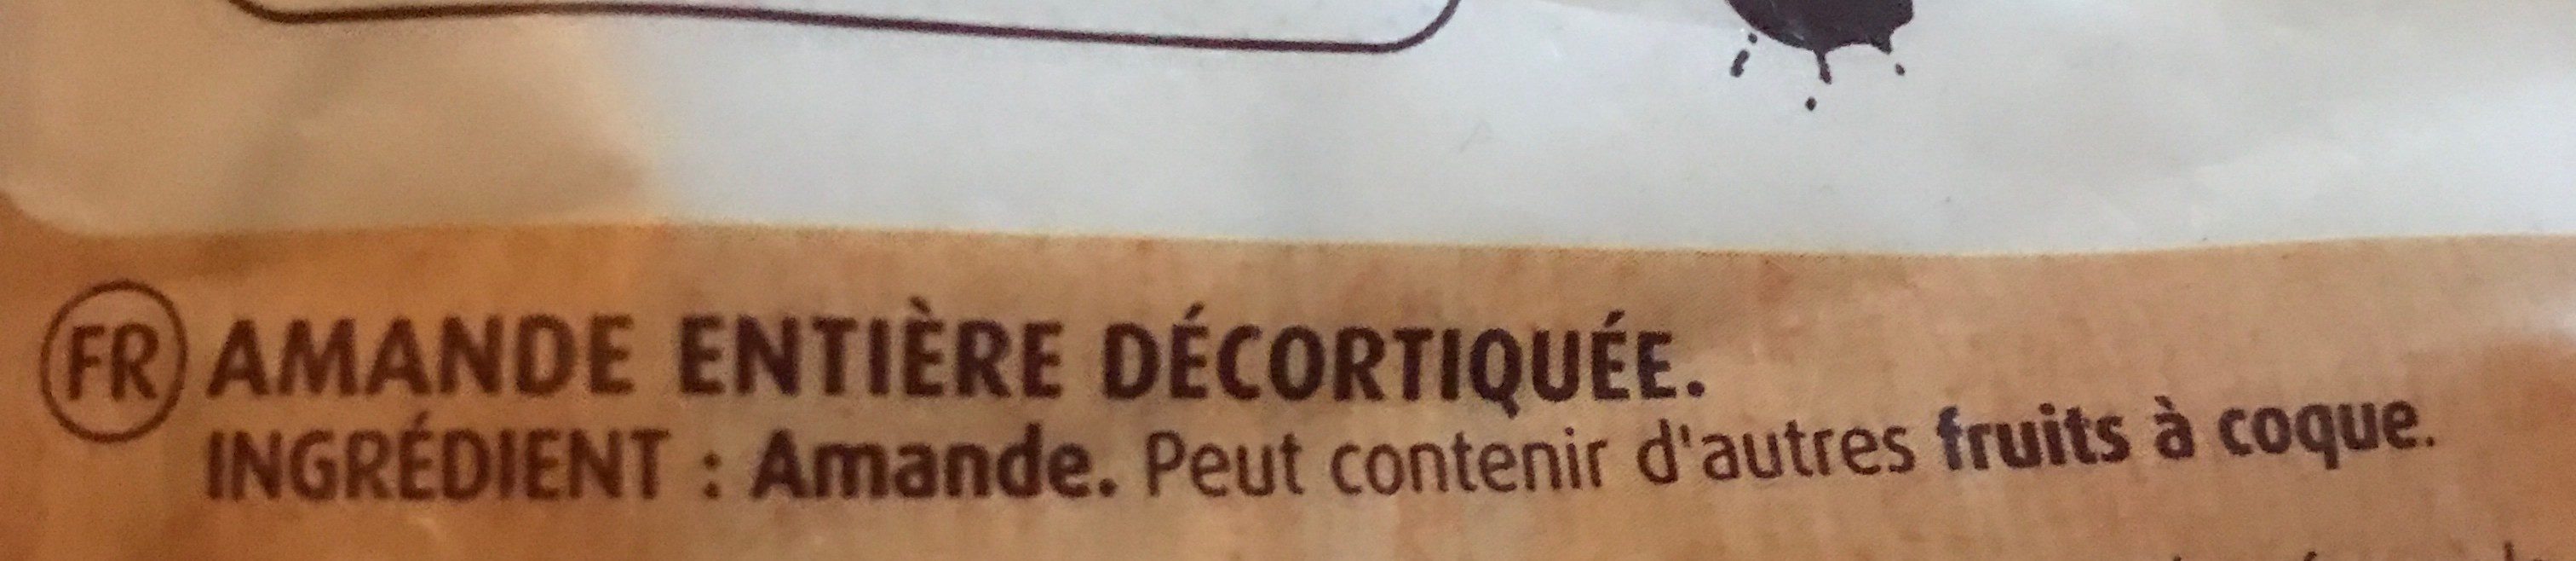 FR AMANDE ENTIÈRE DÉCORTIQUÉE.
INGRÉDIENT : Amande. Peut contenir d'autres fruits à coque.